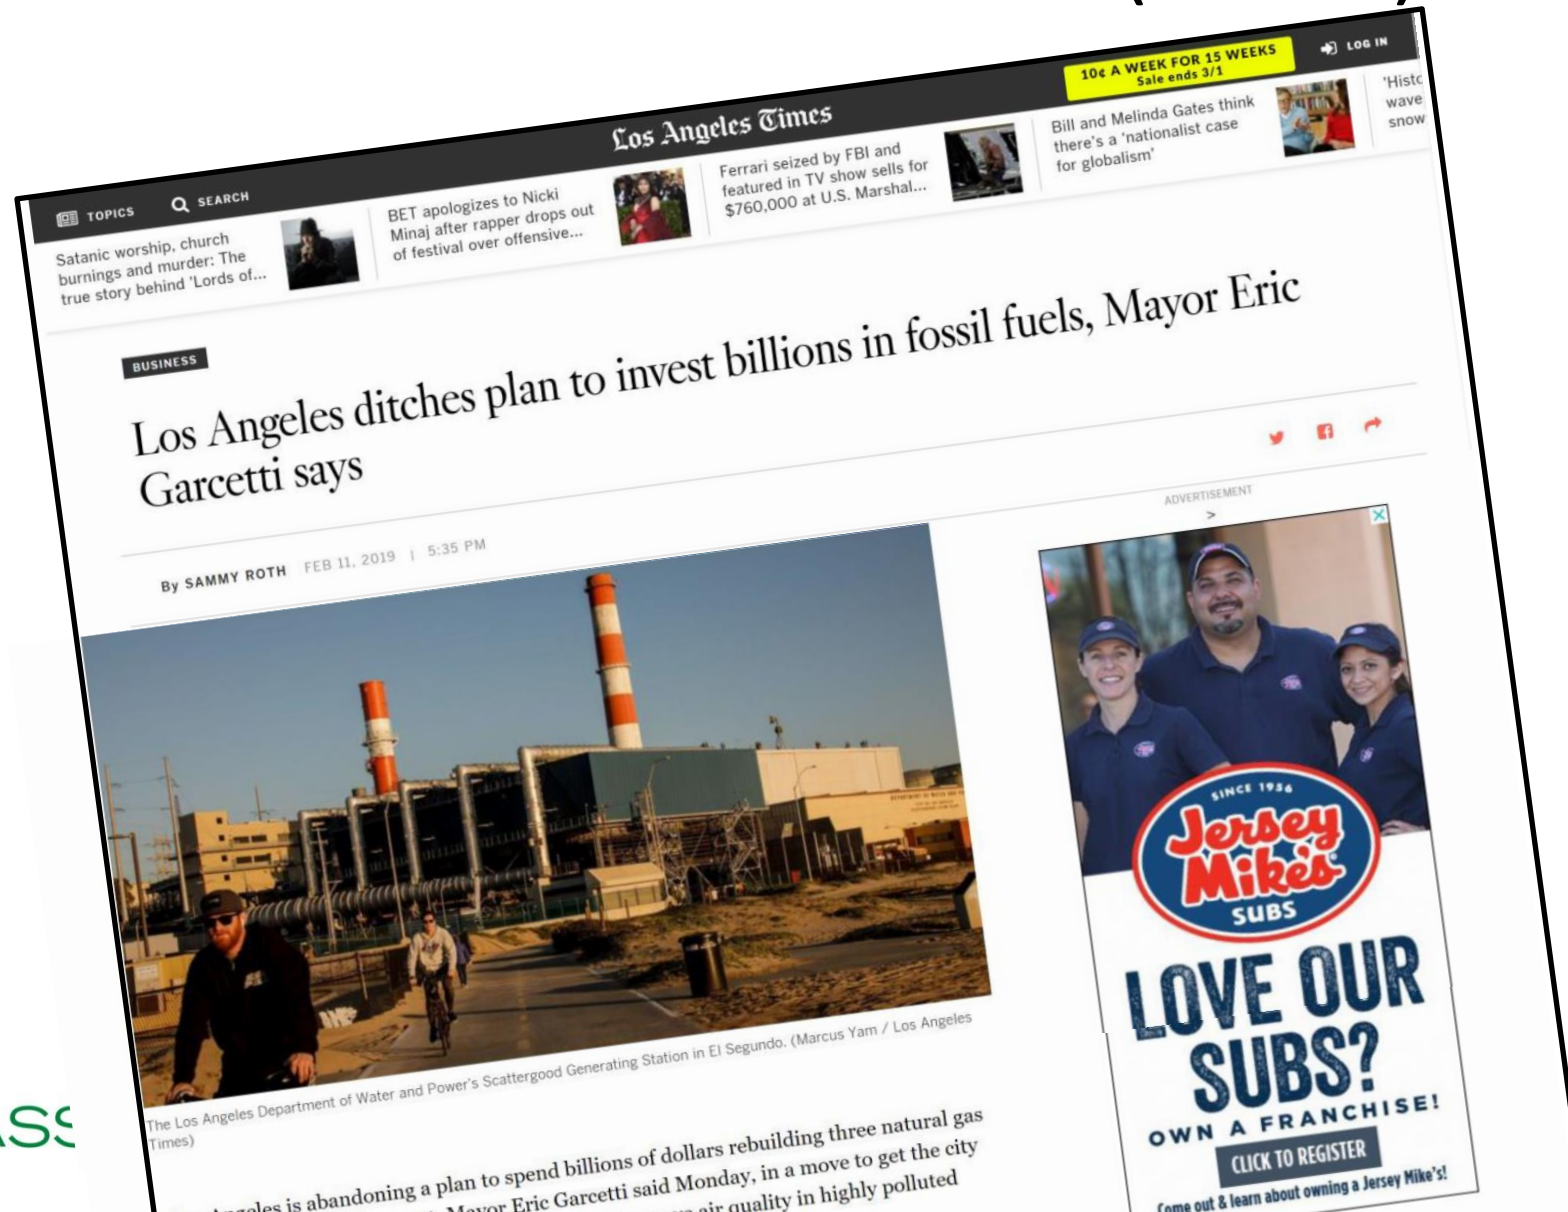 10¢ A WEEK FOR 15 WEEKS
Sale ends 3/1
LOG IN
Los Angeles Times
TOPICS
SEARCH
Satanic worship, church
burnings and murder: The
true story behind 'Lords of...
BET apologizes to Nicki
Minaj after rapper drops out
of festival over offensive...
Ferrari seized by FBI and
featured in TV show sells for
$760,000 at U.S. Marshal...
Bill and Melinda Gates think
there's a 'nationalist case
for globalism'
'Histo
wave
snow
BUSINESS
Los Angeles ditches plan to invest billions in fossil fuels, Mayor Eric
Garcetti says
By SAMMY ROTH FEB 11, 2019 | 5:35 PM
ADVERTISEMENT
>
The Los Angeles Department of Water and Power's Scattergood Generating Station in El Segundo. (Marcus Yam / Los Angeles
Times)
Angeles is abandoning a plan to spend billions of dollars rebuilding three natural gas
Mayor Eric Garcetti said Monday, in a move to get the city
air quality in highly polluted
SINCE 1956
Jersey
Mike's
SUBS
LOVE OUR
SUBS?
OWN A FRANCHISE!
CLICK TO REGISTER
Come out & learn about owning a Jersey Mike's!
ASS